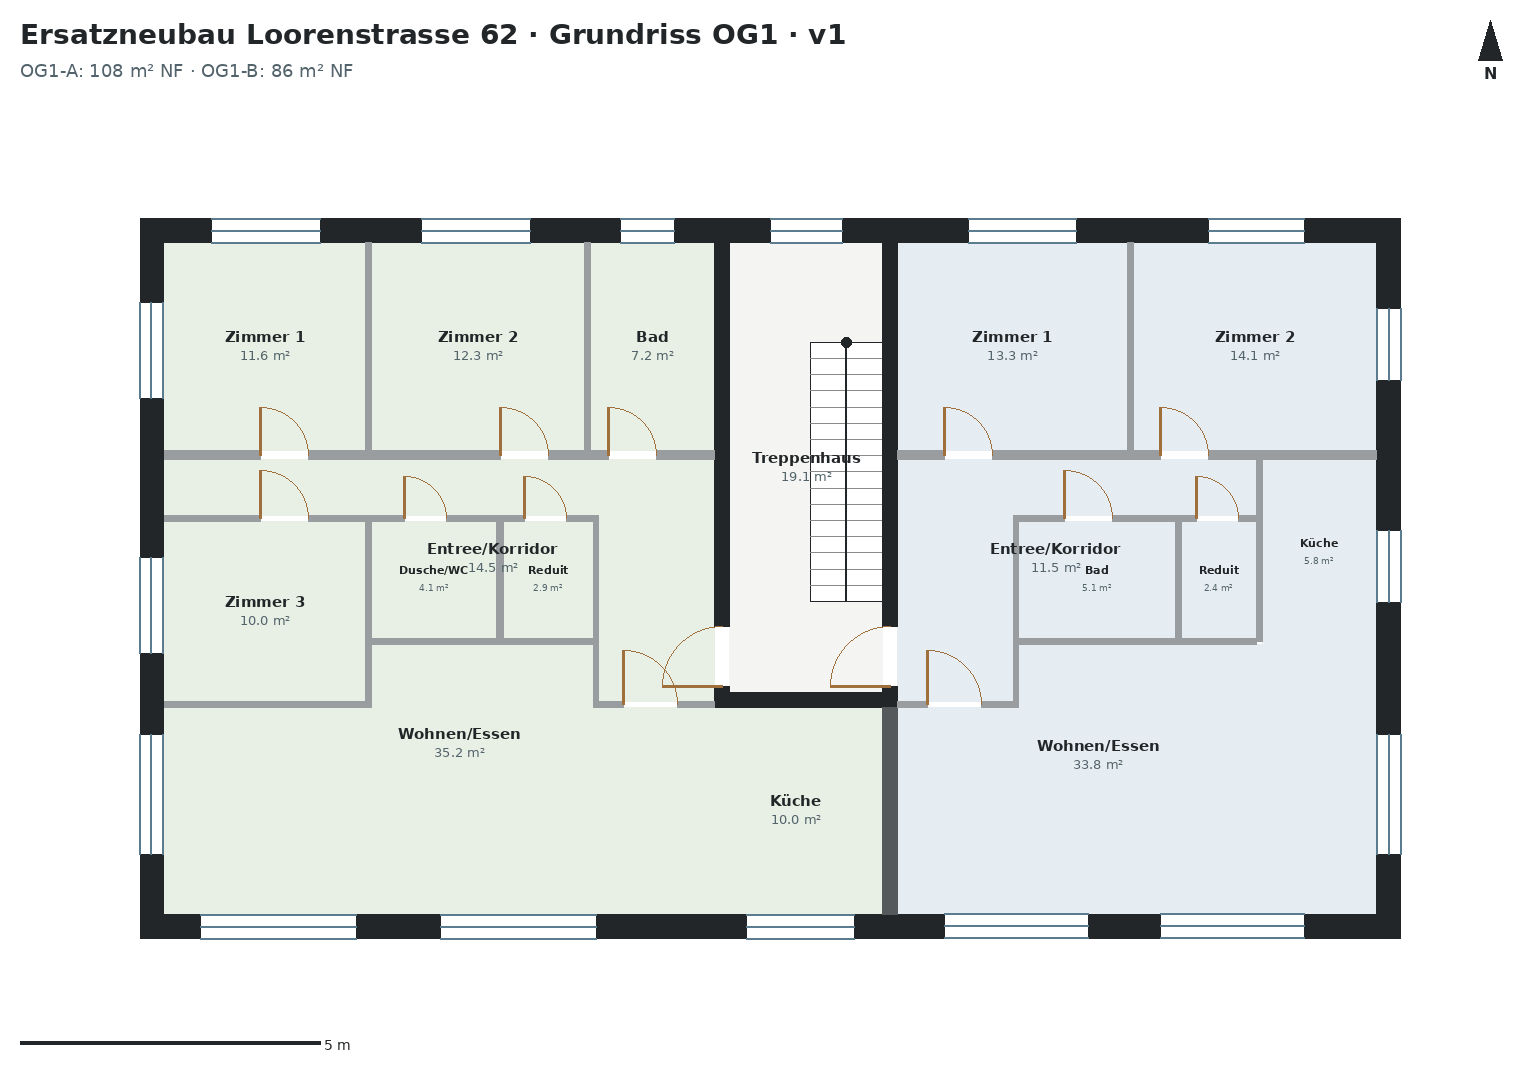 Ersatzneubau Loorenstrasse 62 · Grundriss OG1 · v1
OG1-A: 108 m² NF · OG1-B: 86 m² NF
N
Zimmer 1
11.6 m²
Zimmer 2
12.3 m²
Bad
7.2 m²
Zimmer 1
13.3 m²
Zimmer 2
14.1 m²
Treppenhaus
19.1 m²
Entree/Korridor
14.5 m²
Dusche/WC
4.1 m²
Reduit
2.9 m²
Zimmer 3
10.0 m²
Entree/Korridor
11.5 m²
Bad
5.1 m²
Reduit
2.4 m²
Küche
5.8 m²
Wohnen/Essen
35.2 m²
Küche
10.0 m²
Wohnen/Essen
33.8 m²
5 m